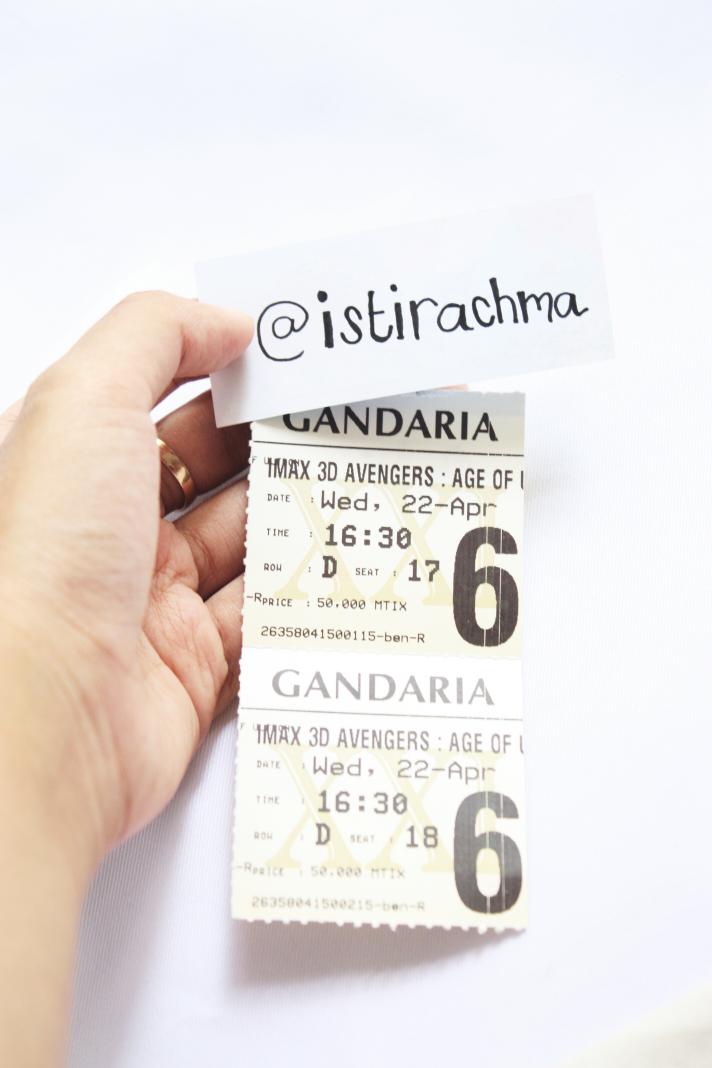 @istirachma
GANDARIA
IMAX 3D AVENGERS : AGE OF U
DATE : Wed, 22-Apr
TIME : 16:30
ROW : D SEAT : 17
6
-RPRICE : 50,000 MTIX
26358041500115-ben-R
GANDARIA
IMAX 3D AVENGERS : AGE OF U
DATE : Wed, 22-Apr
TIME : 16:30
ROW : D SEAT : 18
6
-RPRICE : 50,000 MTIX
26358041500215-ben-R